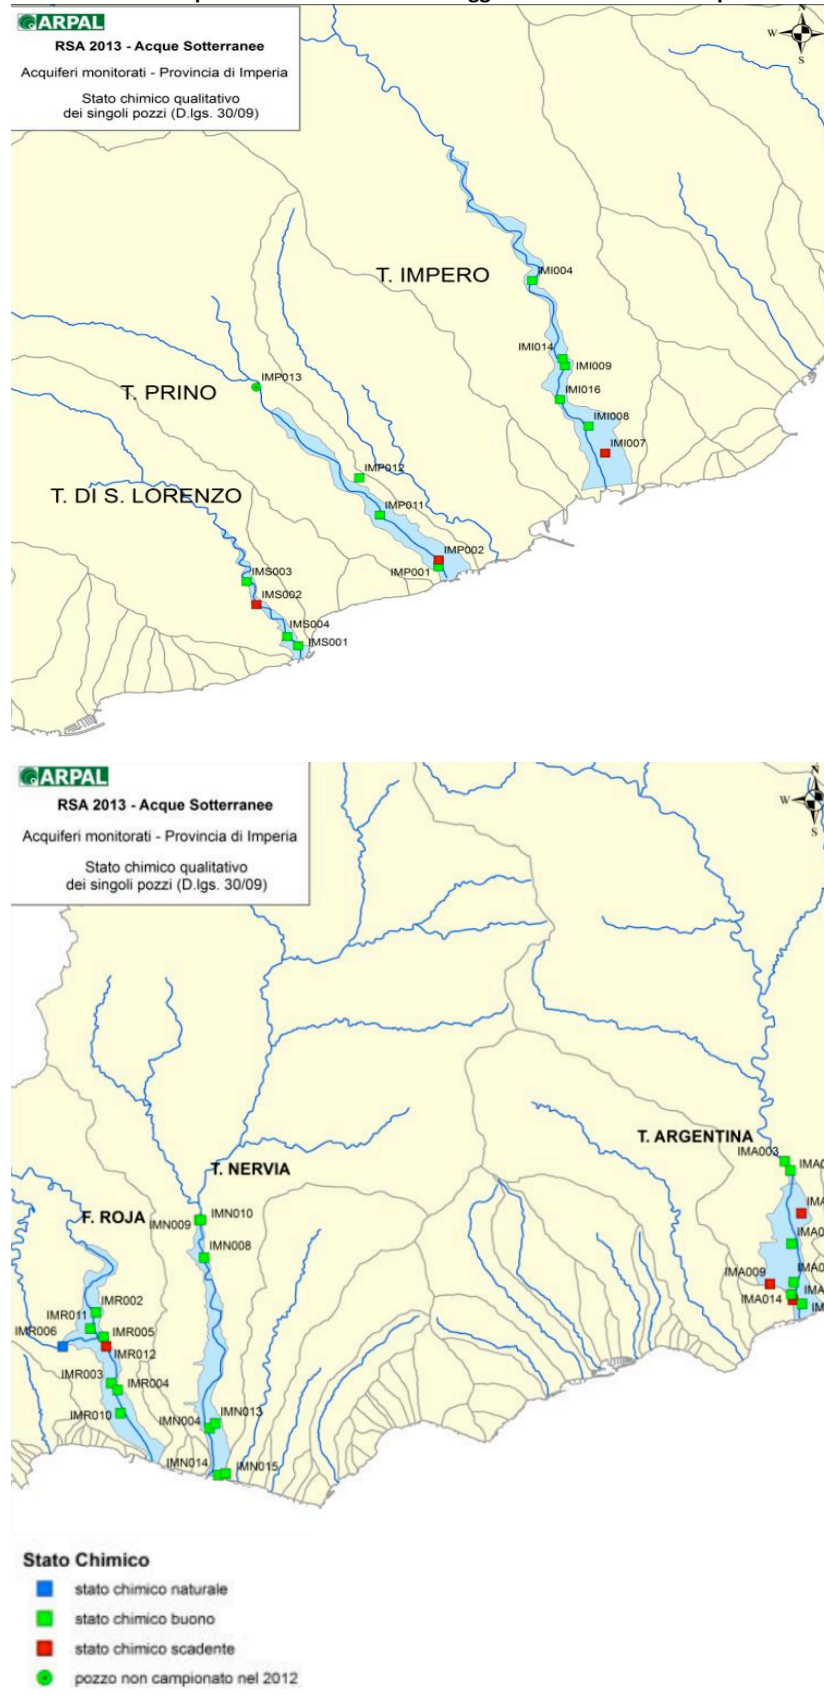 ARPAL
RSA 2013 - Acque Sotterranee
Acquiferi monitorati - Provincia di Imperia
Stato chimico qualitativo
dei singoli pozzi (D.lgs. 30/09)
N
W
S
T. IMPERO
IMI004
IMI014
IMI009
IMP013
T. PRINO
IMI016
IMI008
IMI007
IMP012
T. DI S. LORENZO
IMP011
IMP002
IMP001
IMS003
IMS002
IMS004
IMS001
ARPAL
RSA 2013 - Acque Sotterranee
Acquiferi monitorati - Provincia di Imperia
Stato chimico qualitativo
dei singoli pozzi (D.lgs. 30/09)
N
W
S
T. ARGENTINA
IMA003
T. NERVIA
F. ROJA
IMN009
IMN010
IMN008
IMA009
IMA014
IMR002
IMR011
IMR006
IMR005
IMR012
IMR003
IMR004
IMR010
IMN004
IMN013
IMN014
IMN015
Stato Chimico
stato chimico naturale
stato chimico buono
stato chimico scadente
pozzo non campionato nel 2012